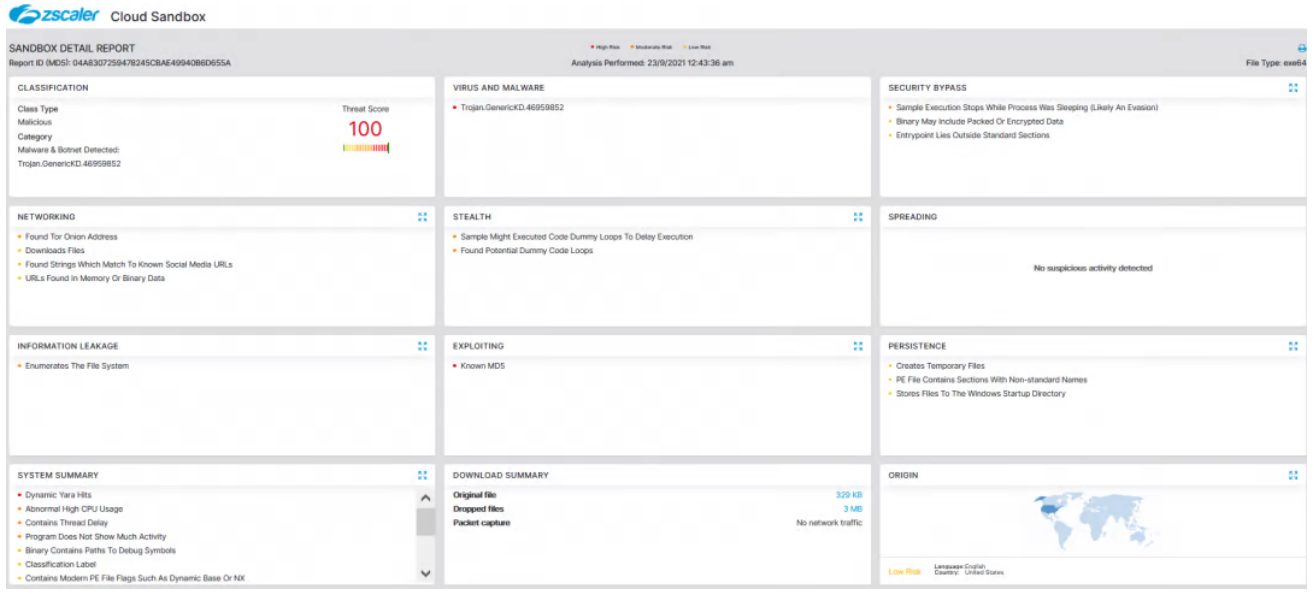 zscaler Cloud Sandbox
SANDBOX DETAIL REPORT
Report ID (MD5): 04A8307259478245CBAE49940B6D655A
High Risk Moderate Risk Low Risk
Analysis Performed: 23/9/2021 12:43:36 am
File Type: exe64
CLASSIFICATION
Class Type
Malicious
Category
Malware & Botnet Detected:
Trojan.GenericKD.46959852
Threat Score
100
VIRUS AND MALWARE
Trojan.GenericKD.46959852
SECURITY BYPASS
Sample Execution Stops While Process Was Sleeping (Likely An Evasion)
Binary May Include Packed Or Encrypted Data
Entrypoint Lies Outside Standard Sections
NETWORKING
Found Tor Onion Address
Downloads Files
Found Strings Which Match To Known Social Media URLs
URLs Found In Memory Or Binary Data
STEALTH
Sample Might Executed Code Dummy Loops To Delay Execution
Found Potential Dummy Code Loops
SPREADING
No suspicious activity detected
INFORMATION LEAKAGE
Enumerates The File System
EXPLOITING
Known MD5
PERSISTENCE
Creates Temporary Files
PE File Contains Sections With Non-standard Names
Stores Files To The Windows Startup Directory
SYSTEM SUMMARY
Dynamic Yara Hits
Abnormal High CPU Usage
Contains Thread Delay
Program Does Not Show Much Activity
Binary Contains Paths To Debug Symbols
Classification Label
Contains Modern PE File Flags Such As Dynamic Base Or NX
DOWNLOAD SUMMARY
Original file 329 KB
Dropped files 3 MB
Packet capture No network traffic
ORIGIN
Low Risk
Language: English
Country: United States